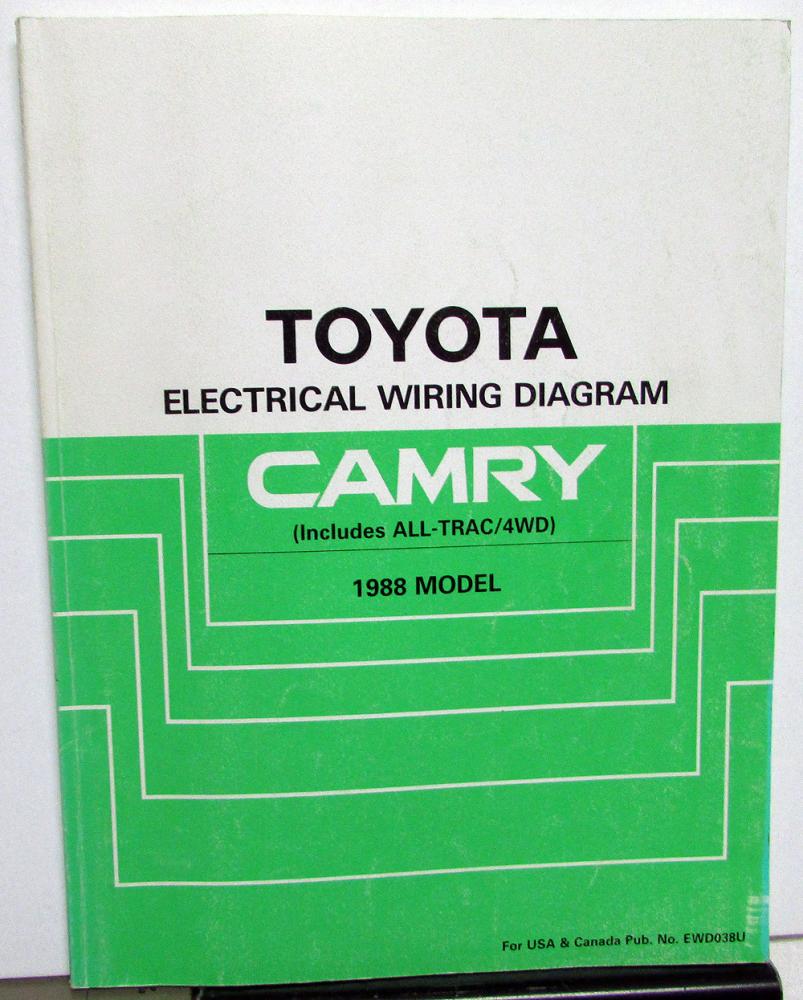 TOYOTA
ELECTRICAL WIRING DIAGRAM
CAMRY
(Includes ALL-TRAC/4WD)
1988 MODEL
For USA & Canada Pub. No. EWD038U